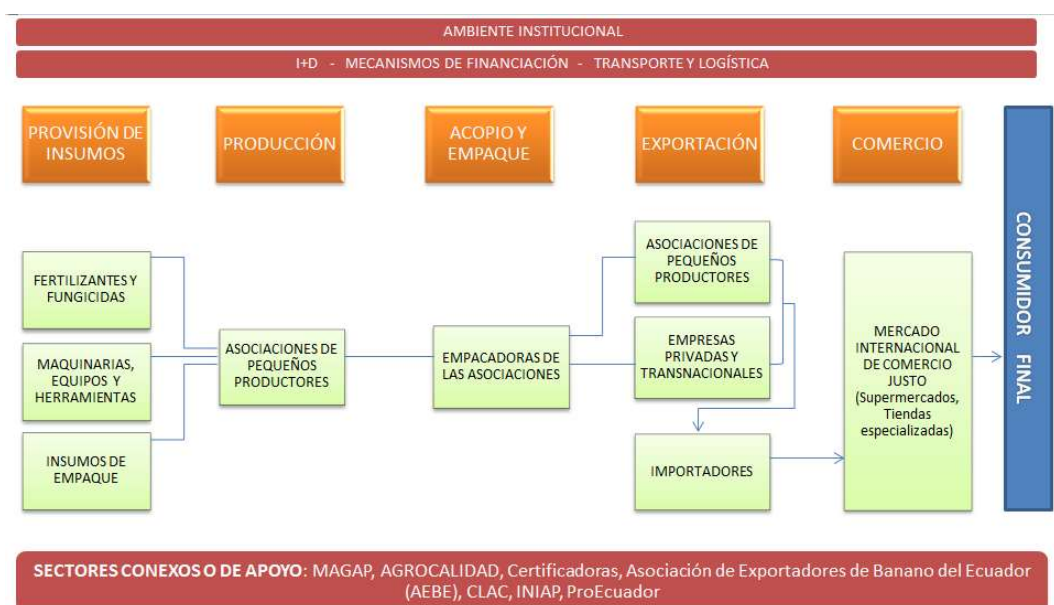 AMBIENTE INSTITUCIONAL
I+D - MECANISMOS DE FINANCIACIÓN - TRANSPORTE Y LOGÍSTICA
PROVISIÓN DE
INSUMOS
PRODUCCIÓN
ACOPIO Y
EMPAQUE
EXPORTACIÓN
COMERCIO
FERTILIZANTES Y
FUNGICIDAS
MAQUINARIAS,
EQUIPOS Y
HERRAMIENTAS
INSUMOS DE
EMPAQUE
ASOCIACIONES DE
PEQUEÑOS
PRODUCTORES
EMPACADORAS DE
LAS ASOCIACIONES
ASOCIACIONES DE
PEQUEÑOS
PRODUCTORES
EMPRESAS
PRIVADAS Y
TRANSNACIONALES
IMPORTADORES
MERCADO
INTERNACIONAL
DE COMERCIO
JUSTO
(Supermercados,
Tiendas
especializadas)
CONSUMIDOR FINAL
SECTORES CONEXOS O DE APOYO: MAGAP, AGROCALIDAD, Certificadoras, Asociación de Exportadores de Banano del Ecuador
(AEBE), CLAC, INIAP, ProEcuador